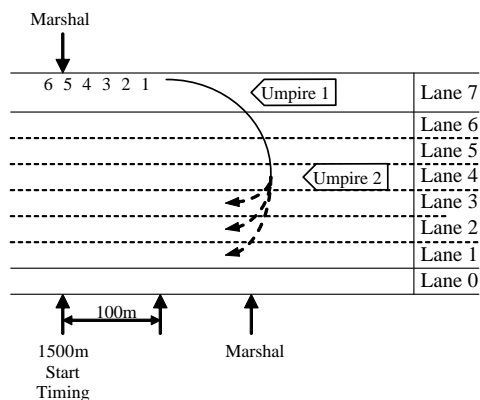 Marshal
6 5 4 3 2 1
Umpire 1
Lane 7
Lane 6
Lane 5
Umpire 2
Lane 4
Lane 3
Lane 2
Lane 1
Lane 0
100m
1500m
Start
Timing
Marshal